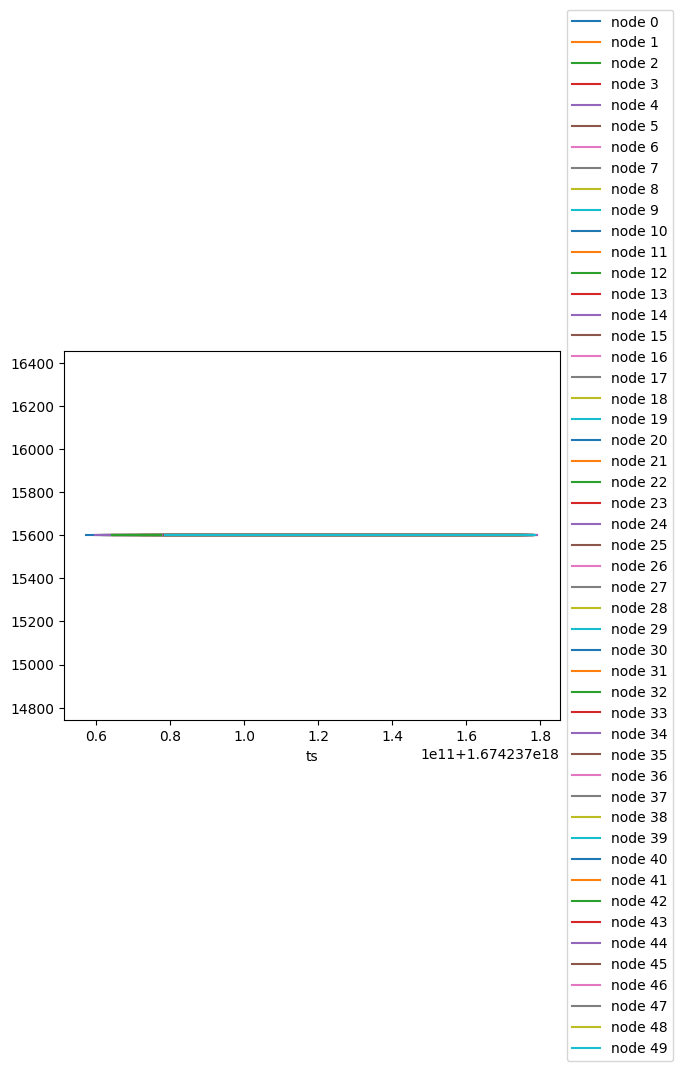 16400
16200
16000
15800
15600
15400
15200
15000
14800
0.6 0.8 1.0 1.2 1.4 1.6 1.8
ts
1e11+1.674237e18
node 0
node 1
node 2
node 3
node 4
node 5
node 6
node 7
node 8
node 9
node 10
node 11
node 12
node 13
node 14
node 15
node 16
node 17
node 18
node 19
node 20
node 21
node 22
node 23
node 24
node 25
node 26
node 27
node 28
node 29
node 30
node 31
node 32
node 33
node 34
node 35
node 36
node 37
node 38
node 39
node 40
node 41
node 42
node 43
node 44
node 45
node 46
node 47
node 48
node 49